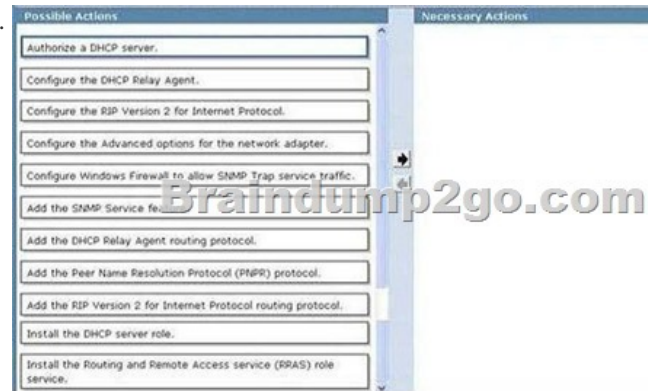 Possible Actions
Necessary Actions
Authorize a DHCP server.
Configure the DHCP Relay Agent.
Configure the RIP Version 2 for Internet Protocol.
Configure the Advanced options for the network adapter.
Configure Windows Firewall to allow SNMP Trap service traffic.
Add the SNMP Service
Braindump2go.com
Add the DHCP Relay Agent routing protocol.
Add the Peer Name Resolution Protocol (PNPR) protocol.
Add the RIP Version 2 for Internet Protocol routing protocol.
Install the DHCP server role.
Install the Routing and Remote Access service (RRAS) role
service.